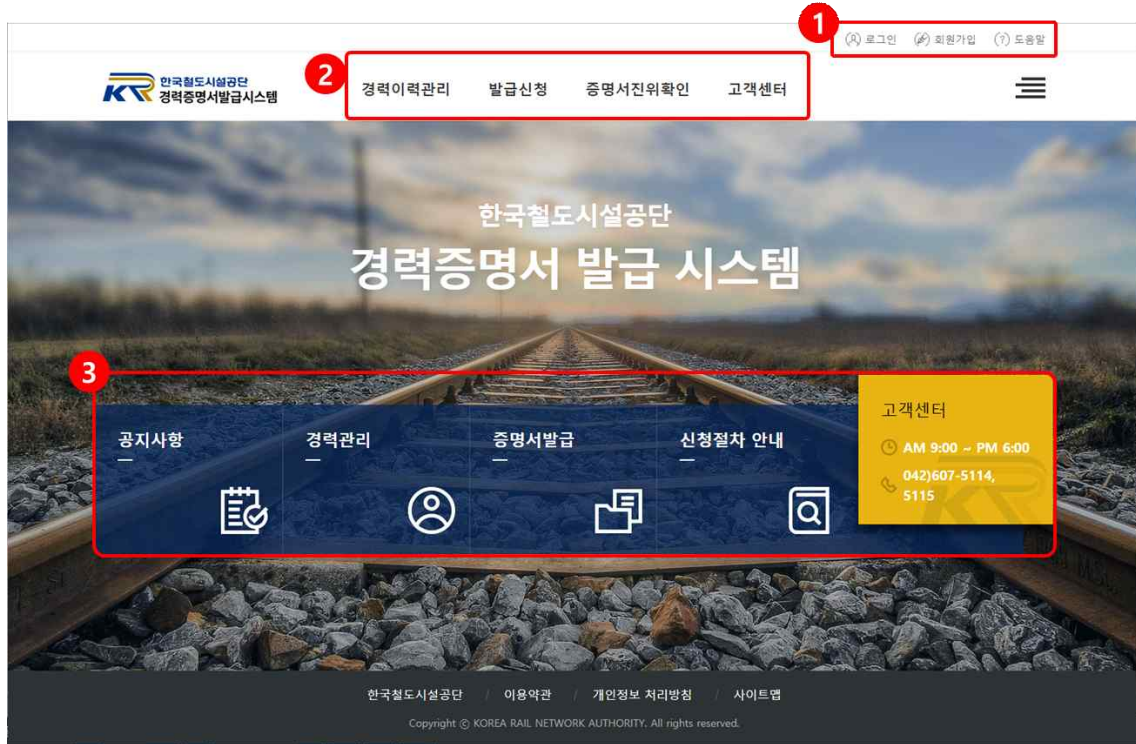 1
로그인 회원가입 (?) 도움말
KR 한국철도시설공단
경력증명서발급시스템
2
경력이력관리 발급신청 증명서진위확인 고객센터
한국철도시설공단
경력증명서 발급 시스템
3
공지사항 경력관리 증명서발급 신청절차 안내
고객센터
AM 9:00 ~ PM 6:00
042)607-5114,
5115
한국철도시설공단 / 이용약관 / 개인정보 처리방침 / 사이트맵
Copyright ⓒ KOREA RAIL NETWORK AUTHORITY. All rights reserved.